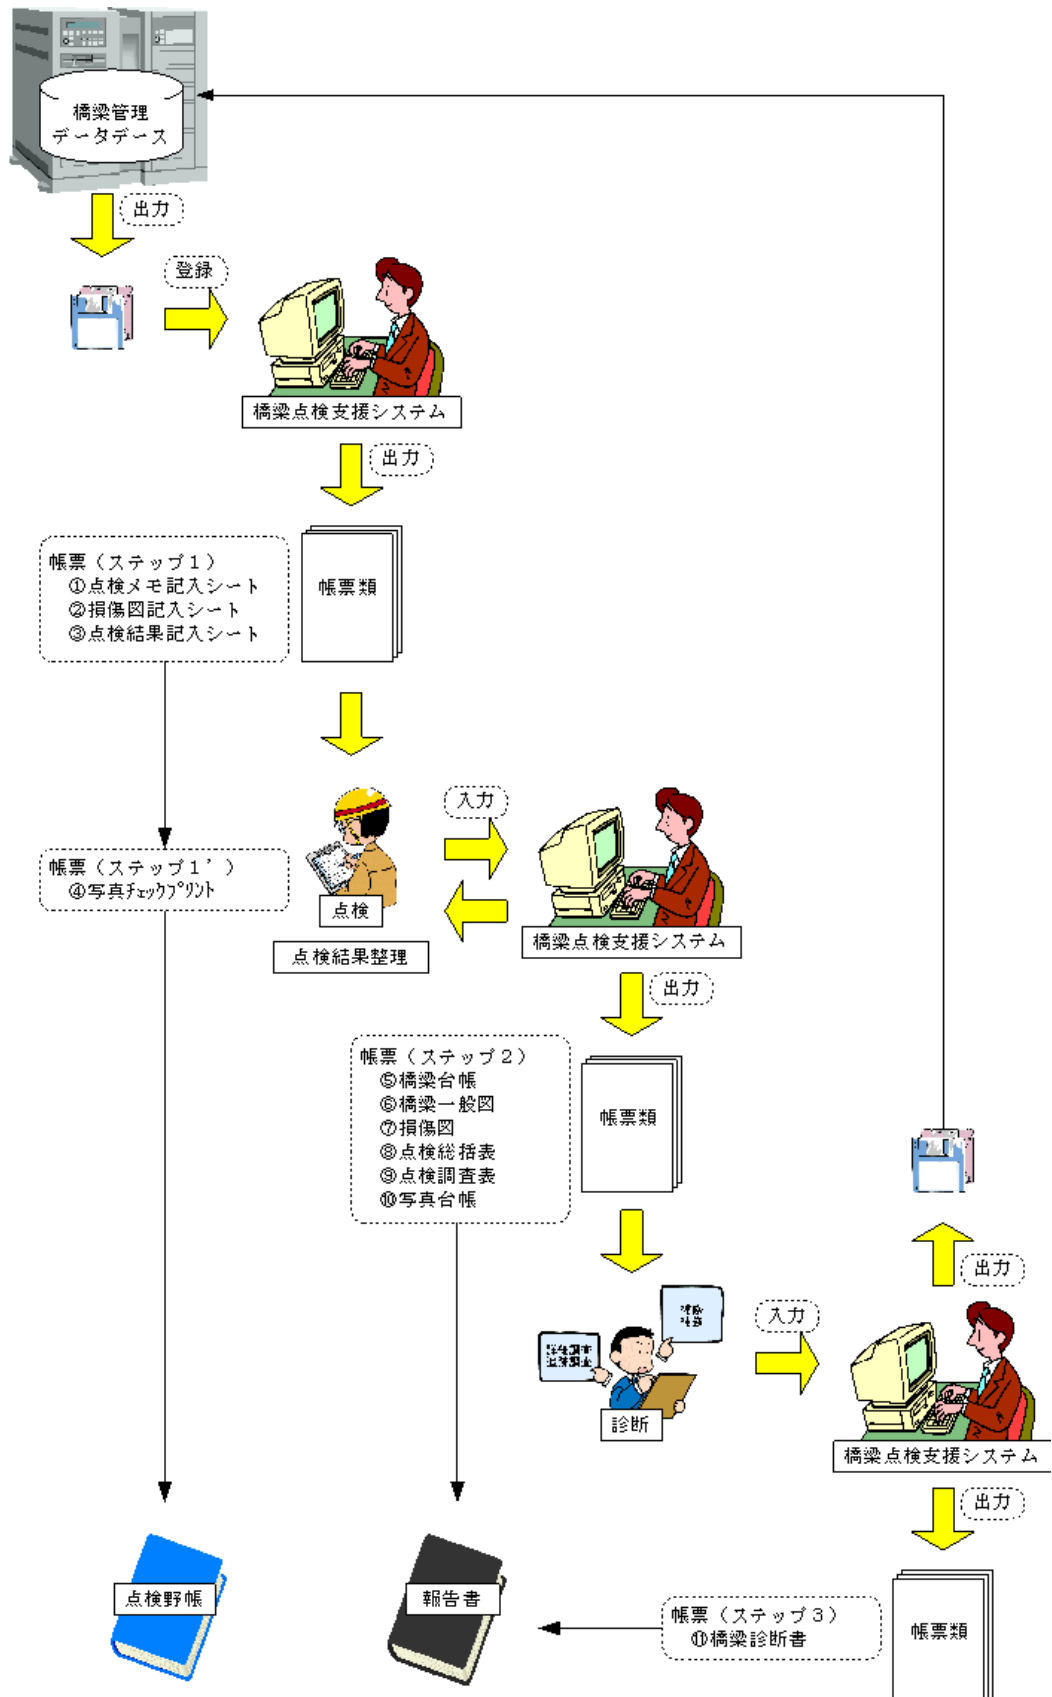 橋梁管理
データデース
出力
登録
橋梁点検支援システム
出力
帳票（ステップ１）
①点検メモ記入シート
②損傷図記入シート
③点検結果記入シート
帳票類
入力
帳票（ステップ１’）
④写真ﾁｪｯｸﾌﾟﾘﾝﾄ
点検
点検結果整理
橋梁点検支援システム
出力
帳票（ステップ２）
⑤橋梁台帳
⑥橋梁一般図
⑦損傷図
⑧点検総括表
⑨点検調査表
⑩写真台帳
帳票類
出力
入力
詳細調査
追跡調査
診断
橋梁点検支援システム
出力
点検野帳
報告書
帳票（ステップ３）
⑪橋梁診断書
帳票類